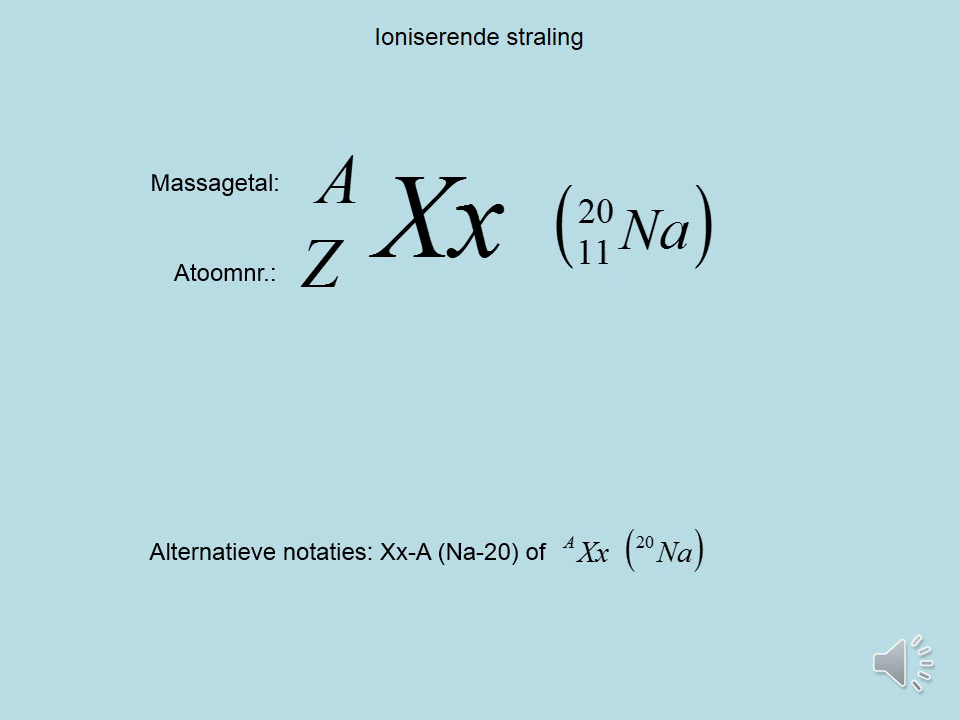 Ioniserende straling
Massagetal: A
Atoomnr.: Z
Xx (20 11 Na)
Alternatieve notaties: Xx-A (Na-20) of A Xx (20 Na)